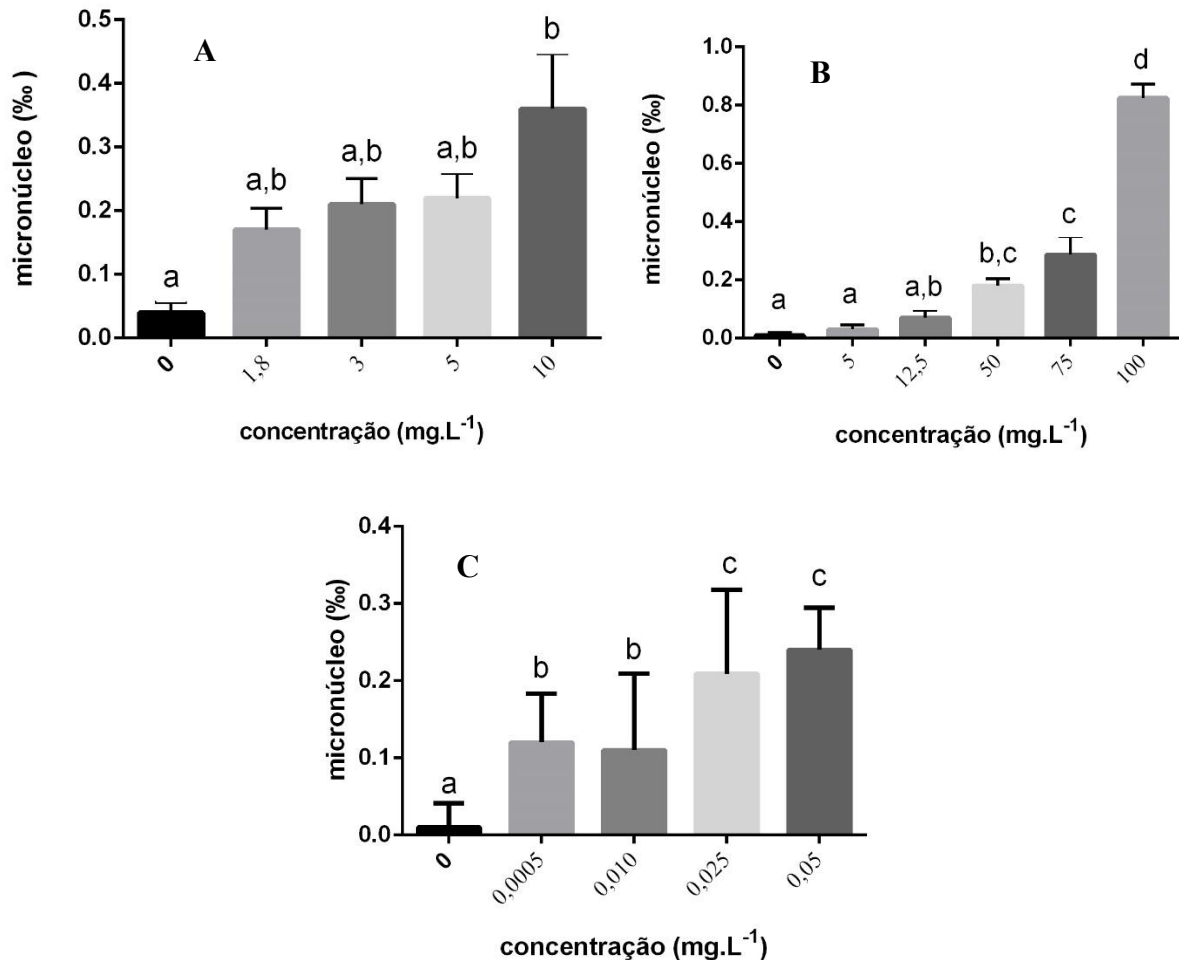 A
micronúcleo (‰ )
0.5
0.4
0.3
0.2
0.1
0.0
a
a,b
a,b
a,b
b
0
1,8
3
5
10
concentração (mg.L⁻¹)
B
micronúcleo (‰)
1.0
0.8
0.6
0.4
0.2
0.0
a
a
a,b
b,c
c
d
0
5
12,5
50
75
100
concentração (mg.L⁻¹)
C
micronúcleo (‰)
0.4
0.3
0.2
0.1
0.0
a
b
b
c
c
0
0,0005
0,010
0,025
0,05
concentração (mg.L⁻¹)